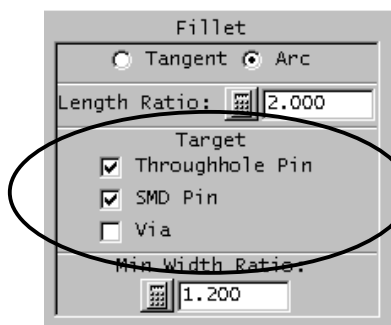 Fillet
Tangent Arc
Length Ratio: 2.000
Target
Throughhole Pin
SMD Pin
Via
Min Width Ratio:
1.200